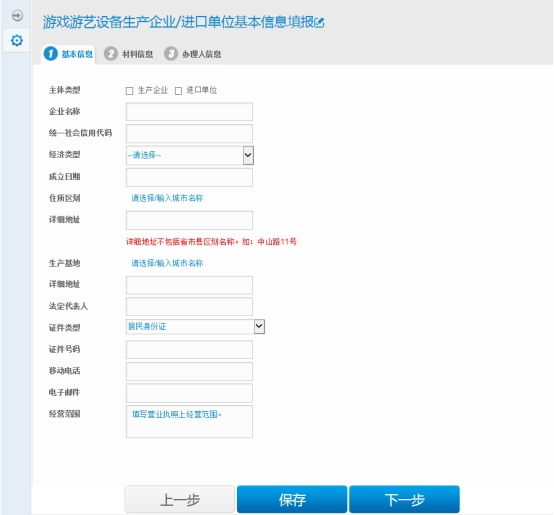 游戏游艺设备生产企业/进口单位基本信息填报
1 基本信息 2 材料信息 3 办理人信息
主体类型 生产企业 进口单位
企业名称
统一社会信用代码
经济类型 --请选择--
成立日期
住所区划 请选择/输入城市名称
详细地址
详细地址不包括省市县区划名称。如：中山路11号
生产基地 请选择/输入城市名称
详细地址
法定代表人
证件类型 居民身份证
证件号码
移动电话
电子邮件
经营范围 填写营业执照上经营范围。
上一步 保存 下一步